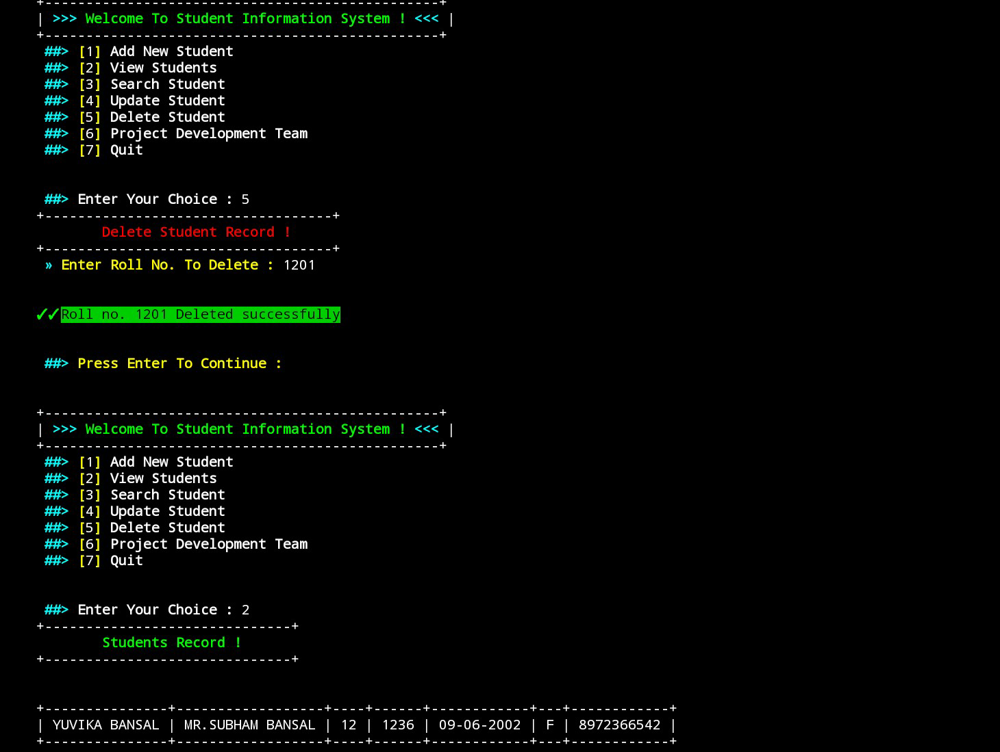 +------------------------------------------------+
| >>> Welcome To Student Information System ! <<< |
+------------------------------------------------+
##> [1] Add New Student
##> [2] View Students
##> [3] Search Student
##> [4] Update Student
##> [5] Delete Student
##> [6] Project Development Team
##> [7] Quit
##> Enter Your Choice : 5
+-----------------------------------+
Delete Student Record !
+-----------------------------------+
» Enter Roll No. To Delete : 1201
✓✓Roll no. 1201 Deleted successfully
##> Press Enter To Continue :
+------------------------------------------------+
| >>> Welcome To Student Information System ! <<< |
+------------------------------------------------+
##> [1] Add New Student
##> [2] View Students
##> [3] Search Student
##> [4] Update Student
##> [5] Delete Student
##> [6] Project Development Team
##> [7] Quit
##> Enter Your Choice : 2
+------------------------------+
Students Record !
+------------------------------+
+---------------+------------------+----+------+------------+---+------------+
| YUVIKA BANSAL | MR.SUBHAM BANSAL | 12 | 1236 | 09-06-2002 | F | 8972366542 |
+---------------+------------------+----+------+------------+---+------------+